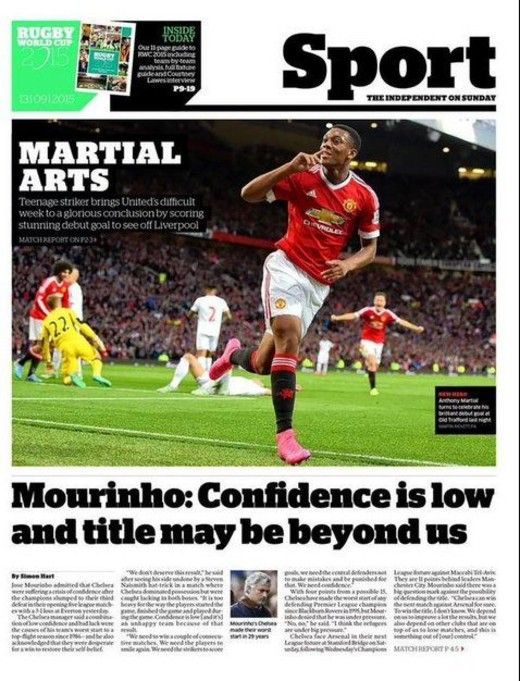 RUGBY
WORLD CUP
2015
13|09|2015
INSIDE
TODAY
Our 11-page guide to
RWC 2015 including
team-by-team
analysis, full fixture
guide and Courtney
Lawes interview
P9-19
Sport
THE INDEPENDENT ON SUNDAY
MARTIAL
ARTS
Teenage striker brings United's difficult
week to a glorious conclusion by scoring
stunning debut goal to see off Liverpool
MATCH REPORT ON P2-3
CHEVROLET
22
2
NEW HERO
Anthony Martial
turns to celebrate his
brilliant debut goal at
Old Trafford last night
Mourinho: Confidence is low
and title may be beyond us
By Simon Hart
Jose Mourinho admitted that Chelsea
were suffering a crisis of confidence after
the champions slumped to their third
defeat in their opening five league match-
es with a 3-1 loss at Everton yesterday.
The Chelsea manager said a combina-
tion of low confidence and bad luck were
the causes of his team's worst start to a
top-flight season since 1986 – and he also
acknowledged that they were desperate
for a win to restore their self-belief.
"We don't deserve this result," he said
after seeing his side undone by a Steven
Naismith hat-trick in a match where
Chelsea dominated possession but were
caught lacking in both boxes. "It is too
heavy for the way the players started the
game, finished the game and played dur-
ing the game. Confidence is low [and it's]
an unhappy team because of that
result.
"We need to win a couple of consecu-
tive matches. We need the players to
smile again. We need the strikers to score
Mourinho's Chelsea
made their worst
start in 29 years
goals, we need the central defenders not
to make mistakes and be punished for
that. We need confidence."
With four points from a possible 15,
Chelsea have made the worst start of any
defending Premier League champion
since Blackburn Rovers in 1995, but Mour-
inho denied that he was under pressure.
"No, no," he said. "I think the refugees
are under big pressure."
Chelsea face Arsenal in their next
League fixture at Stamford Bridge on Sat-
urday, following Wednesday's Champions
League fixture against Maccabi Tel-Aviv.
They are 11 points behind leaders Man-
chester City. Mourinho said there was a
big question mark against the possibility
of defending the title. "Chelsea can win
the next match against Arsenal for sure.
To win the title, I don't know. We depend
on us to improve a lot the results, but we
also depend on other clubs that are on
top of us to lose matches, and this is
something out of [our] control."
MATCH REPORT P4-5